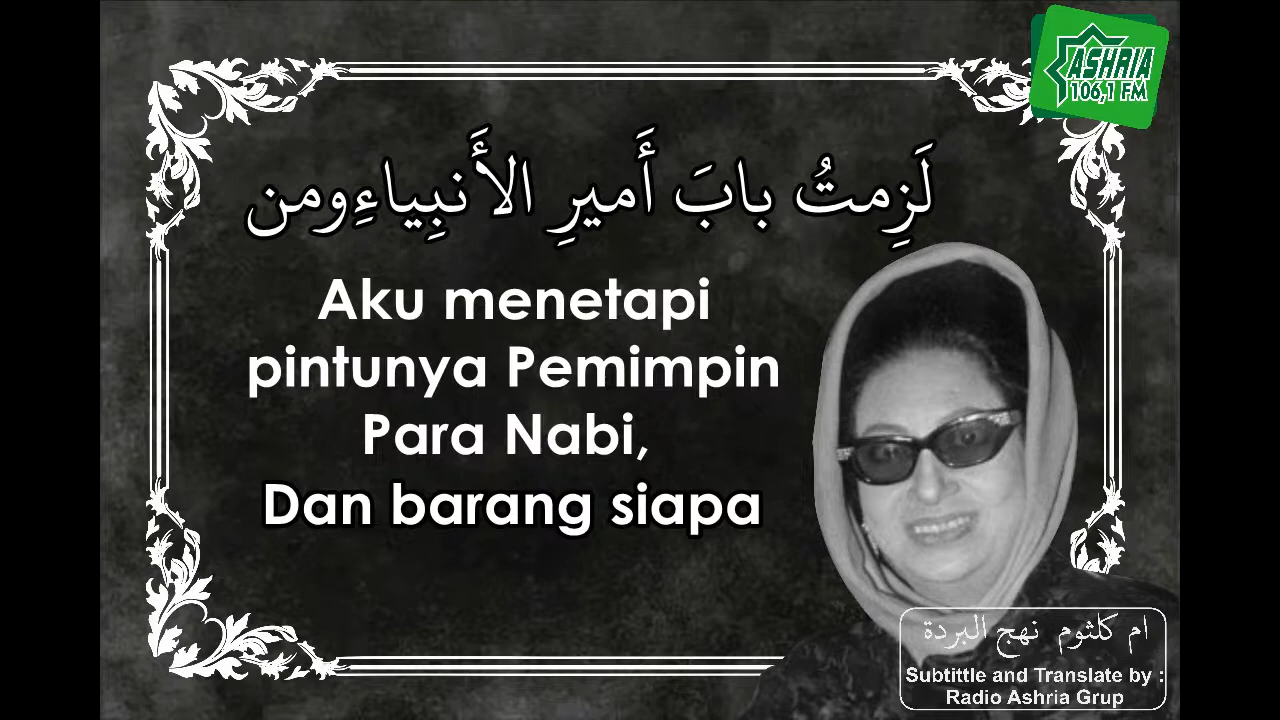 ASHRIA
106,1 FM
لَزِمتُ بابَ أَميرِ الأَنبِياءِومن
Aku menetapi
pintunya Pemimpin
Para Nabi,
Dan barang siapa
ام كلثوم نهج البردة
Subtittle and Translate by :
Radio Ashria Grup